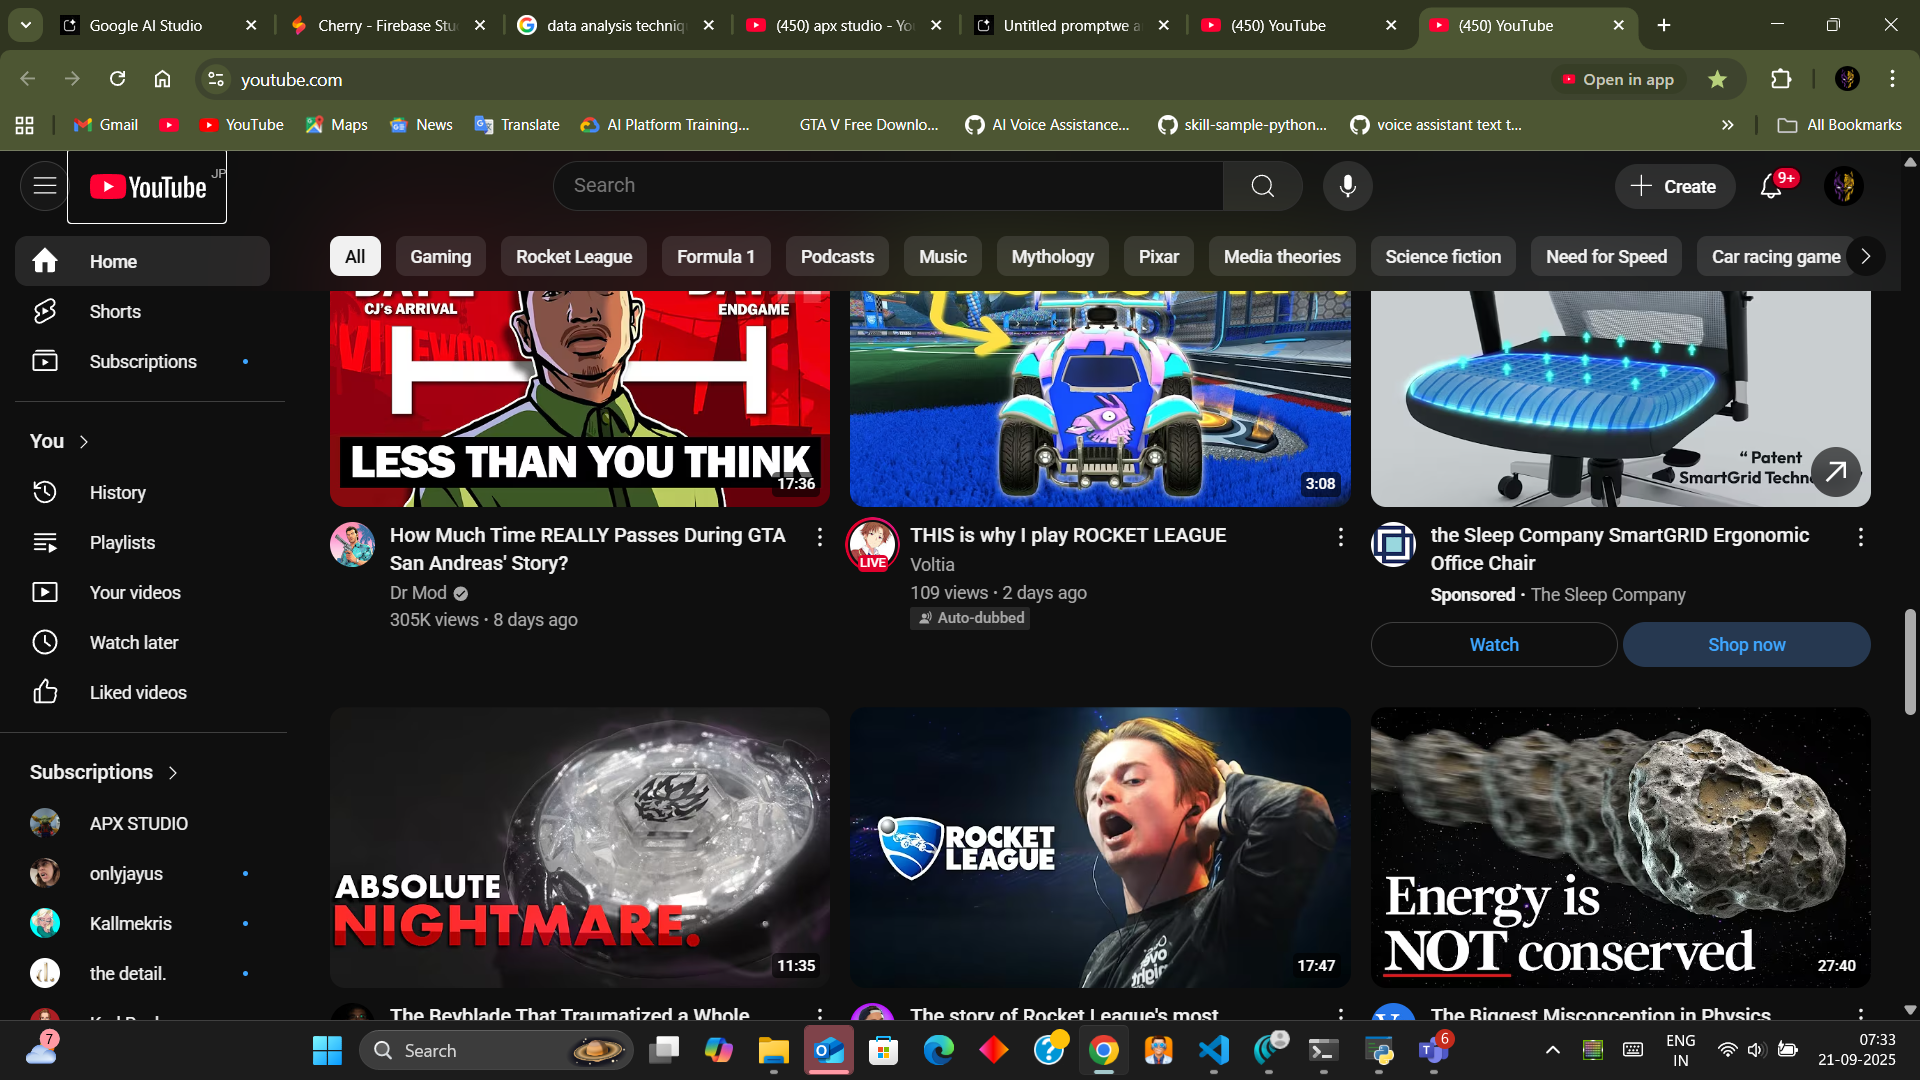 Google AI Studio
Cherry - Firebase Stu
data analysis techniq
(450) apx studio - Yo
Untitled promptwe a
(450) YouTube
(450) YouTube
youtube.com
Open in app
Gmail
YouTube
Maps
News
Translate
AI Platform Training...
GTA V Free Downlo...
AI Voice Assistance...
skill-sample-python...
voice assistant text t...
All Bookmarks
YouTube JP
Search
Create
9+
Home
Shorts
Subscriptions
You
History
Playlists
Your videos
Watch later
Liked videos
Subscriptions
APX STUDIO
onlyjayus
Kallmekris
the detail.
All
Gaming
Rocket League
Formula 1
Podcasts
Music
Mythology
Pixar
Media theories
Science fiction
Need for Speed
Car racing game
CJ's ARRIVAL
ENDGAME
LESS THAN YOU THINK
17:36
How Much Time REALLY Passes During GTA
San Andreas' Story?
Dr Mod
305K views • 8 days ago
3:08
LIVE
THIS is why I play ROCKET LEAGUE
Voltia
109 views • 2 days ago
Auto-dubbed
“ Patent
SmartGrid Techn
the Sleep Company SmartGRID Ergonomic
Office Chair
Sponsored • The Sleep Company
Watch
Shop now
ABSOLUTE
NIGHTMARE.
11:35
The Beyblade That Traumatized a Whole
ROCKET
LEAGUE
17:47
The story of Rocket League's most
Energy is
NOT conserved
27:40
The Biggest Misconception in Physics
7
Search
6
ENG
IN
07:33
21-09-2025